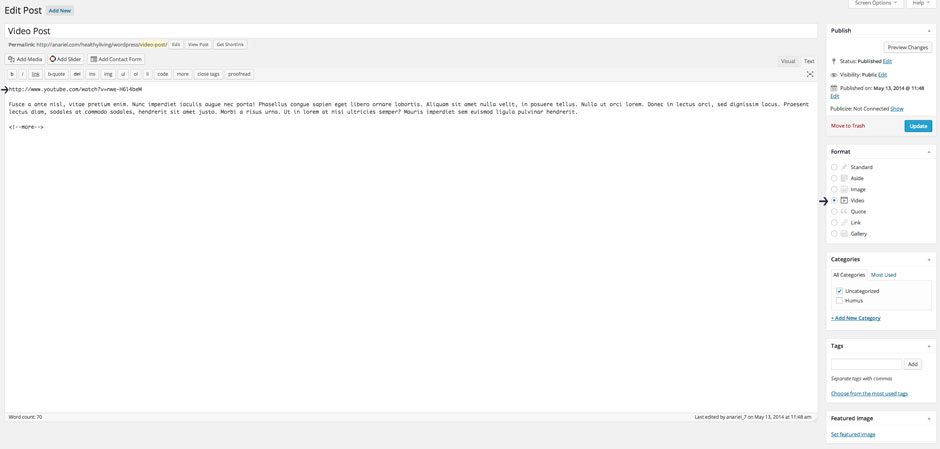 Edit Post Add New
Screen Options Help
Video Post
Permalink: http://anariel.com/healthyliving/wordpress/video-post/ Edit View Post Get Shortlink
Add Media Add Slider Add Contact Form
Visual Text
b i link b-quote del ins img ul ol li code more close tags proofread
http://www.youtube.com/watch?v=nwe-H6l4beM
Fusce a ante nisl, vitae pretium enim. Nunc imperdiet iaculis augue nec porta! Phasellus congue sapien eget libero ornare lobortis. Aliquam sit amet nulla velit, in posuere tellus. Nulla ut orci lorem. Donec in lectus orci, sed dignissim lacus. Praesent
lectus diam, sodales at commodo sodales, hendrerit sit amet justo. Morbi a risus urna. Ut in lorem at nisi ultricies semper? Mauris imperdiet sem euismod ligula pulvinar hendrerit.
<!--more-->
Word count: 70
Last edited by anariel_7 on May 13, 2014 at 11:48 am
Publish
Preview Changes
Status: Published Edit
Visibility: Public Edit
Published on: May 13, 2014 @ 11:48
Edit
Publicize: Not Connected Show
Move to Trash Update
Format
Standard
Aside
Image
Video
Quote
Link
Gallery
Categories
All Categories Most Used
Uncategorized
Humus
+ Add New Category
Tags
Add
Separate tags with commas
Choose from the most used tags
Featured Image
Set featured image